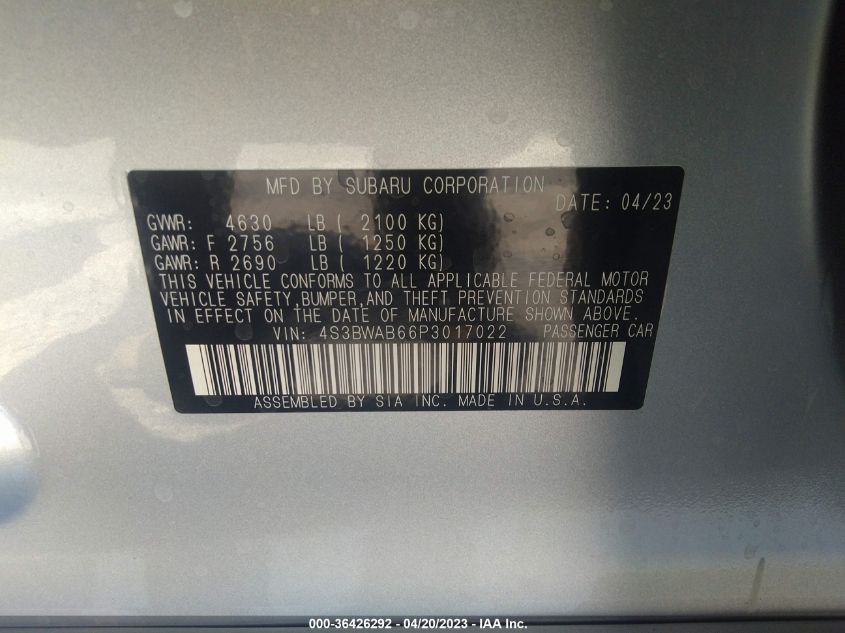 MFD BY SUBARU CORPORATION
DATE: 04/23
GVWR: 4630 LB ( 2100 KG)
GAWR: F 2756 LB ( 1250 KG)
GAWR: R 2690 LB ( 1220 KG)
THIS VEHICLE CONFORMS TO ALL APPLICABLE FEDERAL MOTOR
VEHICLE SAFETY,BUMPER,AND THEFT PREVENTION STANDARDS
IN EFFECT ON THE DATE OF MANUFACTURE SHOWN ABOVE.
VIN: 4S3BWAB66P3017022 PASSENGER CAR
ASSEMBLED BY SIA INC. MADE IN U.S.A.
000-36426292 - 04/20/2023 - IAA Inc.